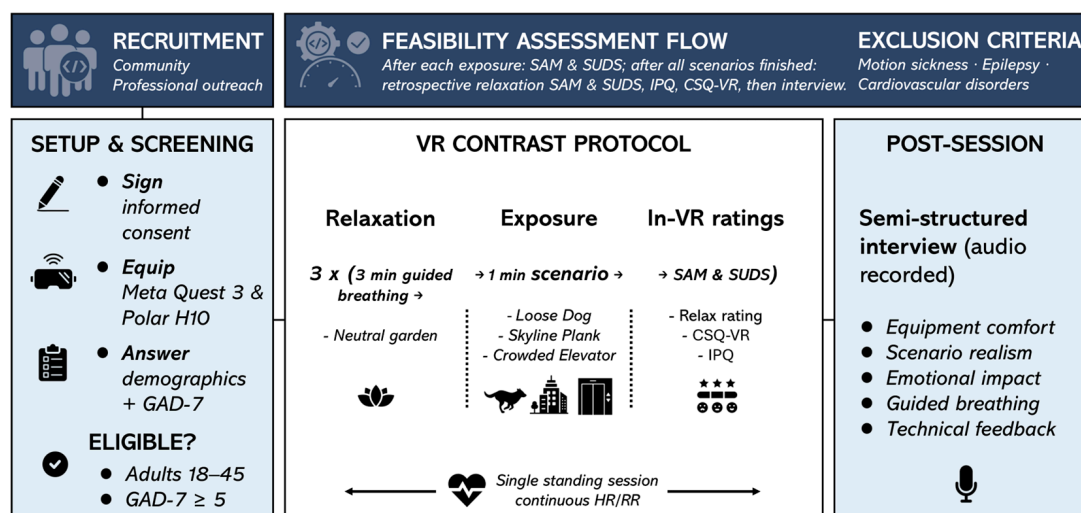 RECRUITMENT
Community
Professional outreach
FEASIBILITY ASSESSMENT FLOW
After each exposure: SAM & SUDS; after all scenarios finished:
retrospective relaxation SAM & SUDS, IPQ, CSQ-VR, then interview.
EXCLUSION CRITERIA
Motion sickness · Epilepsy ·
Cardiovascular disorders
SETUP & SCREENING
● Sign
informed
consent
● Equip
Meta Quest 3 &
Polar H10
● Answer
demographics
+ GAD-7
ELIGIBLE?
● Adults 18–45
● GAD-7 ≥ 5
VR CONTRAST PROTOCOL
Relaxation
3 x (3 min guided
breathing →
- Neutral garden
Exposure
→ 1 min scenario →
- Loose Dog
- Skyline Plank
- Crowded Elevator
In-VR ratings
→ SAM & SUDS)
- Relax rating
- CSQ-VR
- IPQ
Single standing session
continuous HR/RR
POST-SESSION
Semi-structured
interview (audio
recorded)
● Equipment comfort
● Scenario realism
● Emotional impact
● Guided breathing
● Technical feedback